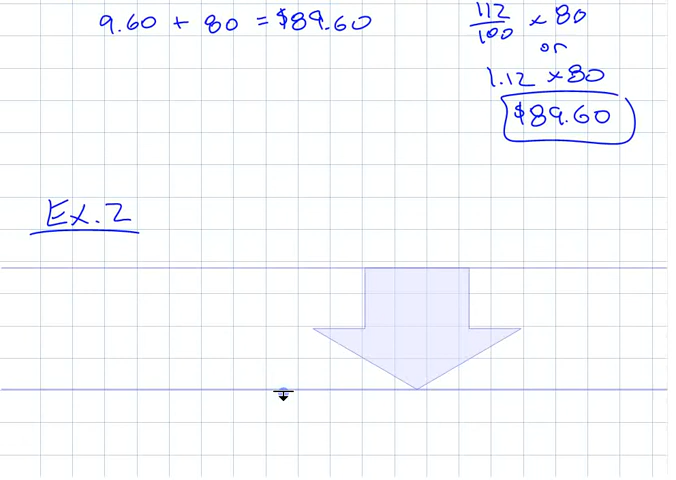 9.60 + 80 = $89.60
112/100 × 80
or
1.12 × 80
$89.60
Ex. 2